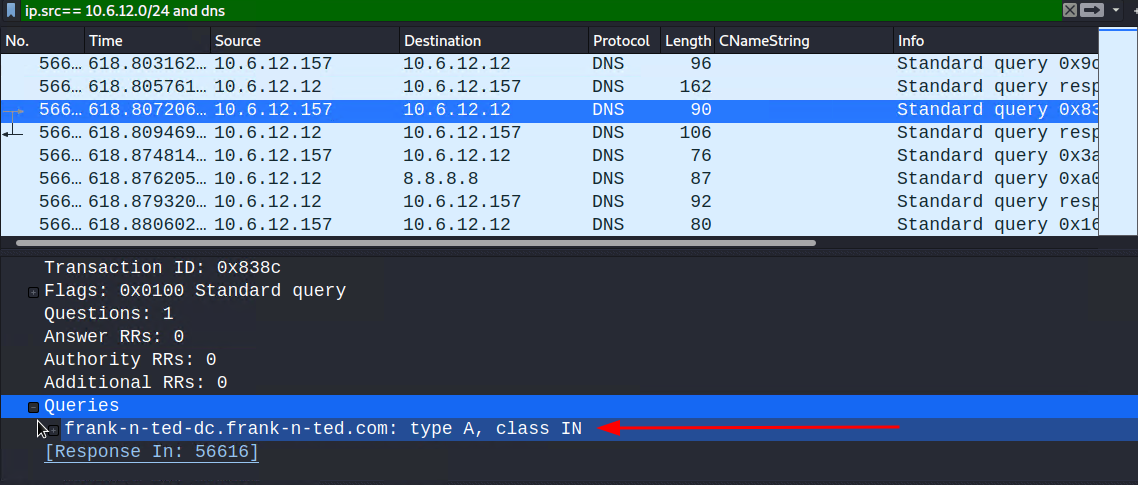 ip.src== 10.6.12.0/24 and dns
No. Time Source Destination Protocol Length CNameString Info
566… 618.803162… 10.6.12.157 10.6.12.12 DNS 96 Standard query 0x9c
566… 618.805761… 10.6.12.12 10.6.12.157 DNS 162 Standard query resp
566… 618.807206… 10.6.12.157 10.6.12.12 DNS 90 Standard query 0x83
566… 618.809469… 10.6.12.12 10.6.12.157 DNS 106 Standard query resp
566… 618.874814… 10.6.12.157 10.6.12.12 DNS 76 Standard query 0x3a
566… 618.876205… 10.6.12.12 8.8.8.8 DNS 87 Standard query 0xa0
566… 618.879320… 10.6.12.12 10.6.12.157 DNS 92 Standard query resp
566… 618.880602… 10.6.12.157 10.6.12.12 DNS 80 Standard query 0x16
Transaction ID: 0x838c
Flags: 0x0100 Standard query
Questions: 1
Answer RRs: 0
Authority RRs: 0
Additional RRs: 0
Queries
frank-n-ted-dc.frank-n-ted.com: type A, class IN
[Response In: 56616]